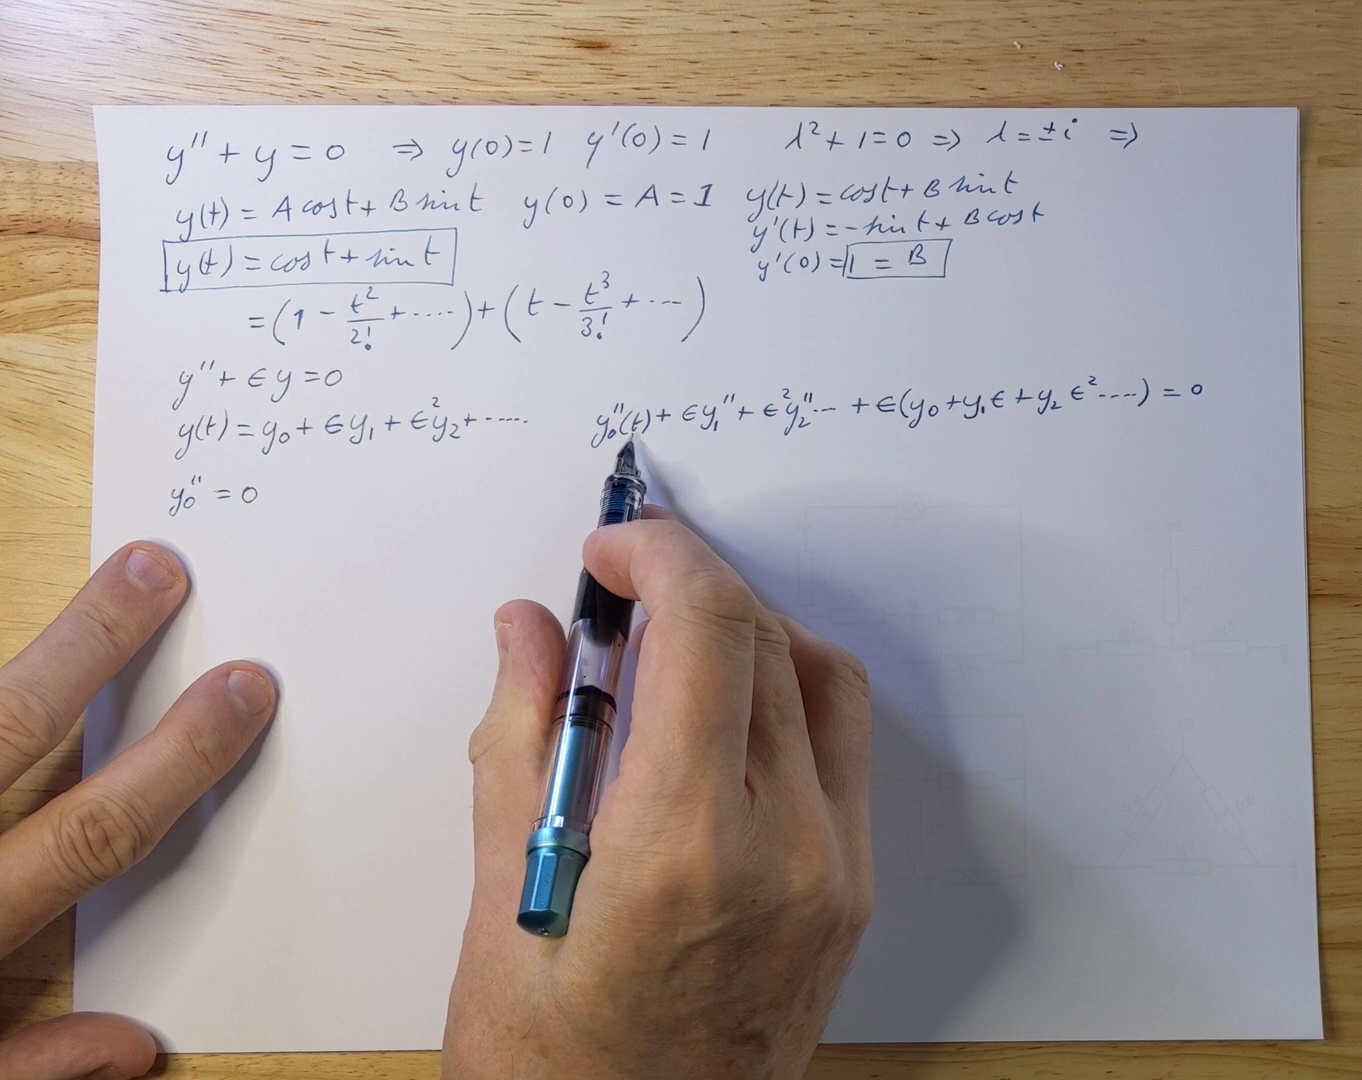 y'' + y = 0 ⇒ y(0)=1 y'(0)=1 λ² + 1 = 0 ⇒ λ = ±i ⇒
y(t) = A cos t + B sin t y(0) = A = 1 y(t) = cos t + B sin t
y'(t) = -sin t + B cos t
y(t) = cos t + sin t y'(0) = 1 = B
= (1 - t²/2! + ....) + (t - t³/3! + ...)
y'' + ϵy = 0
y(t) = y₀ + ϵy₁ + ϵ²y₂ + ..... y₀''(t) + ϵy₁'' + ϵ²y₂''... + ϵ(y₀ + y₁ϵ + y₂ϵ²....) = 0
y₀'' = 0